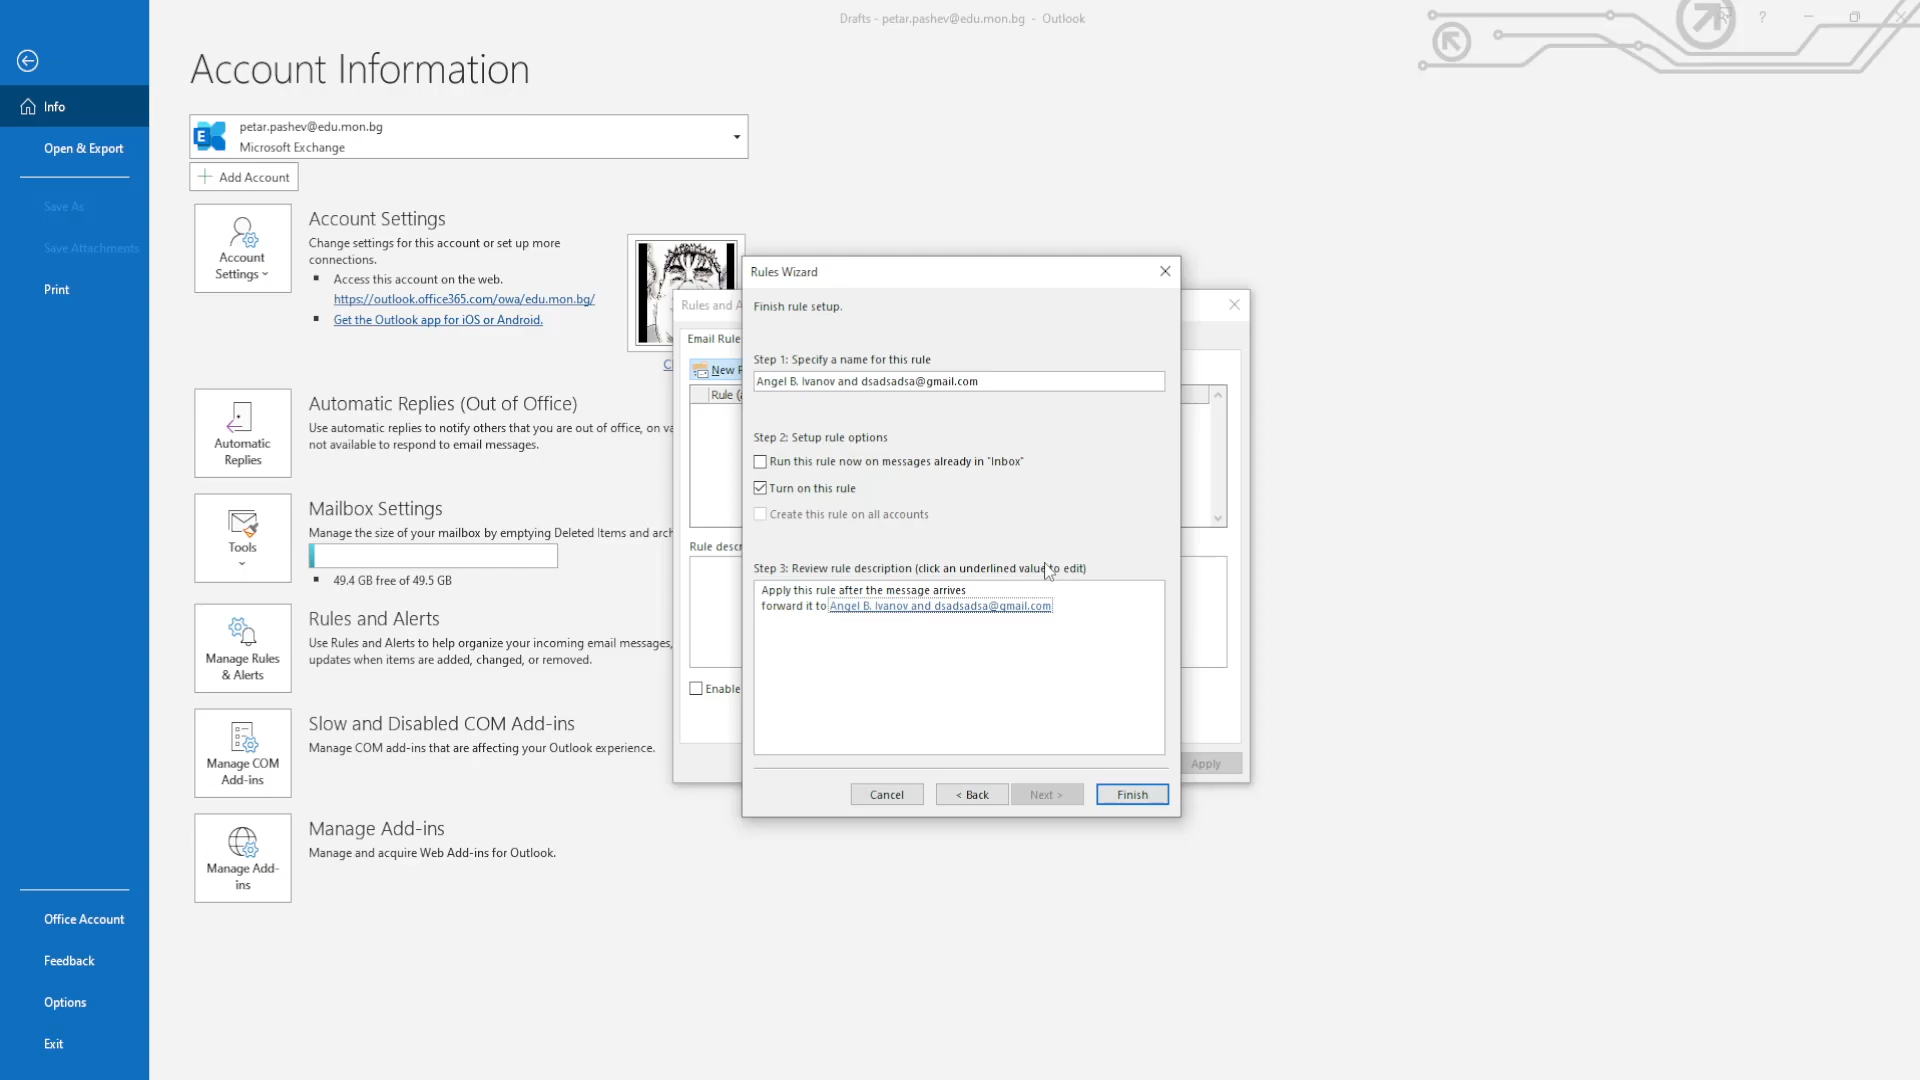 Drafts - petar.pashev@edu.mon.bg - Outlook
?
Account Information
Info
Open & Export
Save As
Save Attachments
Print
Office Account
Feedback
Options
Exit
E
petar.pashev@edu.mon.bg
Microsoft Exchange
Add Account
Account Settings
Account Settings
Change settings for this account or set up more
connections.
Access this account on the web.
https://outlook.office365.com/owa/edu.mon.bg/
Get the Outlook app for iOS or Android.
Automatic
Replies
Automatic Replies (Out of Office)
Use automatic replies to notify others that you are out of office, on va
not available to respond to email messages.
Tools
Mailbox Settings
Manage the size of your mailbox by emptying Deleted Items and arch
49.4 GB free of 49.5 GB
Manage Rules
& Alerts
Rules and Alerts
Use Rules and Alerts to help organize your incoming email messages,
updates when items are added, changed, or removed.
Manage COM
Add-ins
Slow and Disabled COM Add-ins
Manage COM add-ins that are affecting your Outlook experience.
Manage Add-
ins
Manage Add-ins
Manage and acquire Web Add-ins for Outlook.
Rules and A
Email Rule
New R
Rule (a
Rule descr
Enable
Apply
Rules Wizard
Finish rule setup.
Step 1: Specify a name for this rule
Angel B. Ivanov and dsadsadsa@gmail.com
Step 2: Setup rule options
Run this rule now on messages already in "Inbox"
Turn on this rule
Create this rule on all accounts
Step 3: Review rule description (click an underlined value to edit)
Apply this rule after the message arrives
forward it to Angel B. Ivanov and dsadsadsa@gmail.com
Cancel
< Back
Next >
Finish